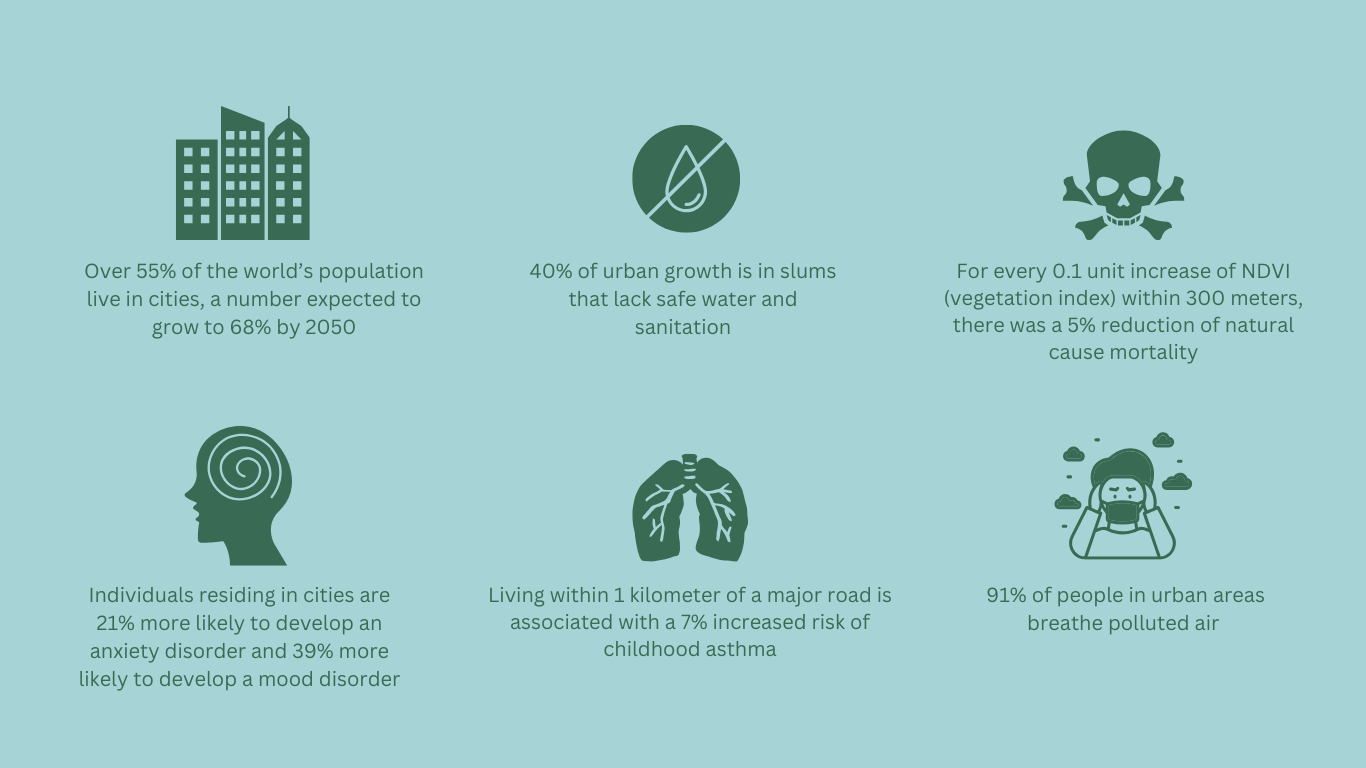 Over 55% of the world’s population
live in cities, a number expected to
grow to 68% by 2050
40% of urban growth is in slums
that lack safe water and
sanitation
For every 0.1 unit increase of NDVI
(vegetation index) within 300 meters,
there was a 5% reduction of natural
cause mortality
Individuals residing in cities are
21% more likely to develop an
anxiety disorder and 39% more
likely to develop a mood disorder
Living within 1 kilometer of a major road is
associated with a 7% increased risk of
childhood asthma
91% of people in urban areas
breathe polluted air